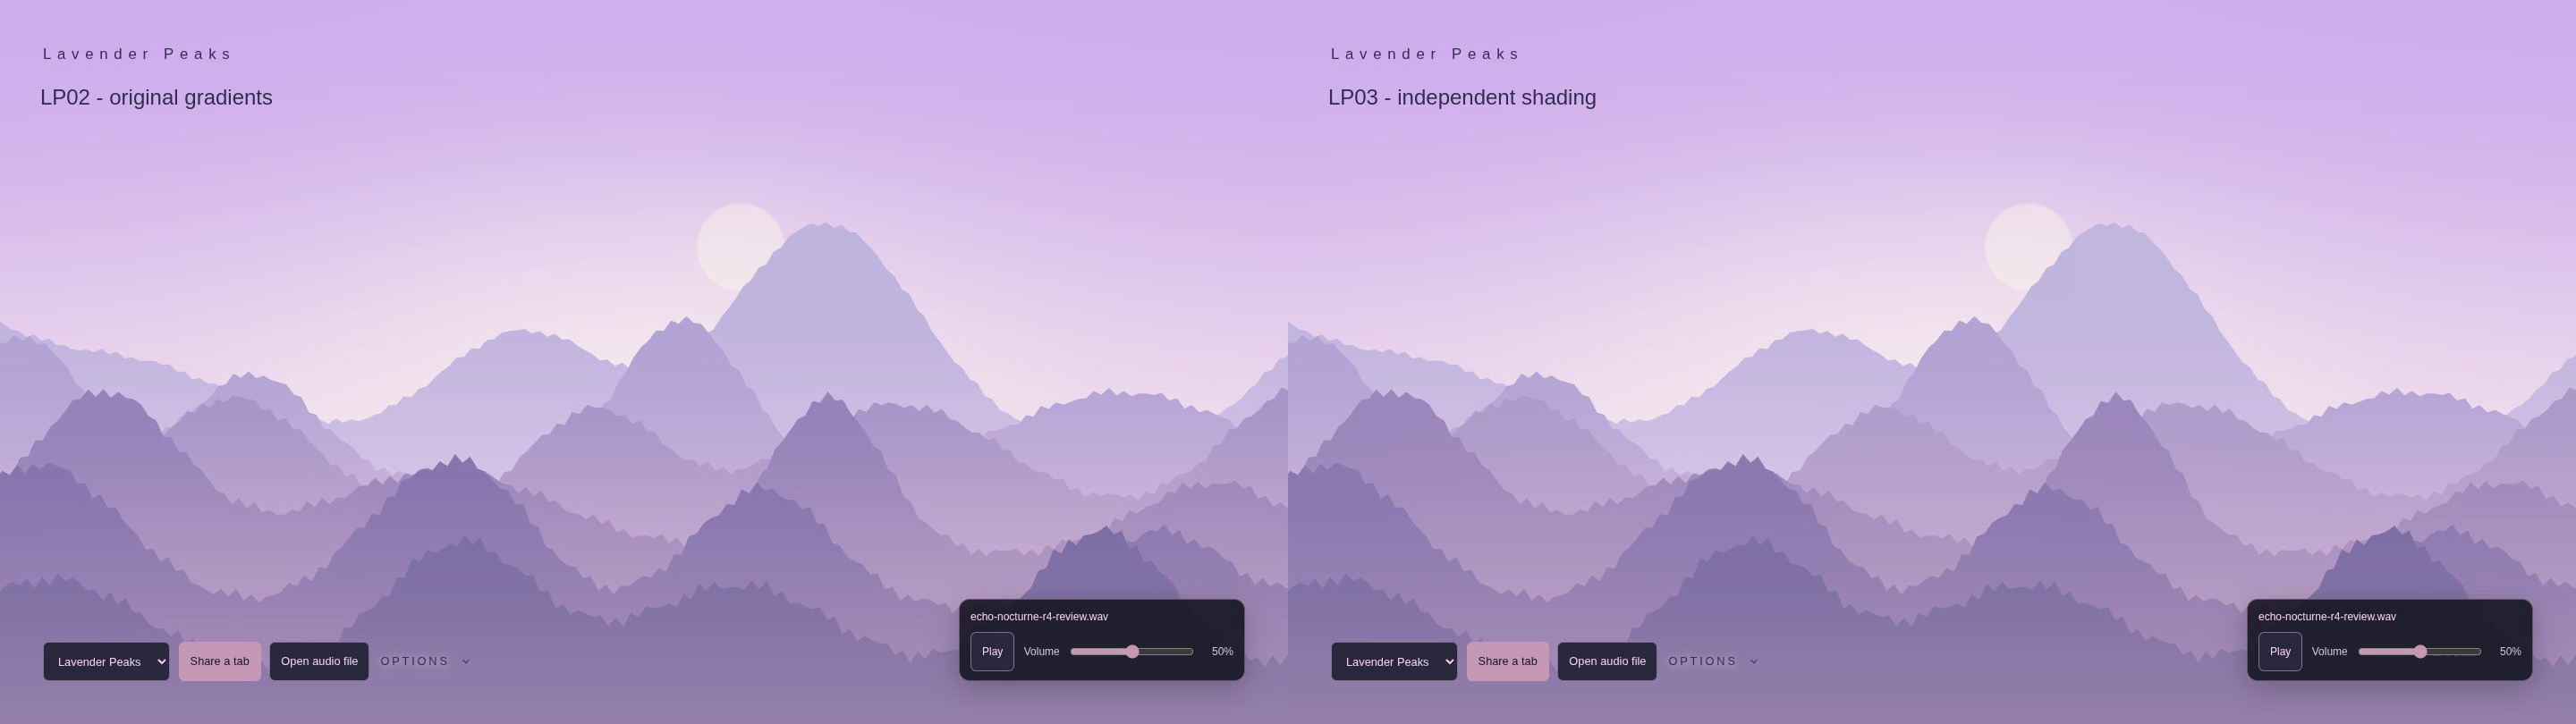 Lavender Peaks
LP02 - original gradients
echo-nocturne-r4-review.wav
Play Volume 50%
Lavender Peaks Share a tab Open audio file OPTIONS
Lavender Peaks
LP03 - independent shading
echo-nocturne-r4-review.wav
Play Volume 50%
Lavender Peaks Share a tab Open audio file OPTIONS